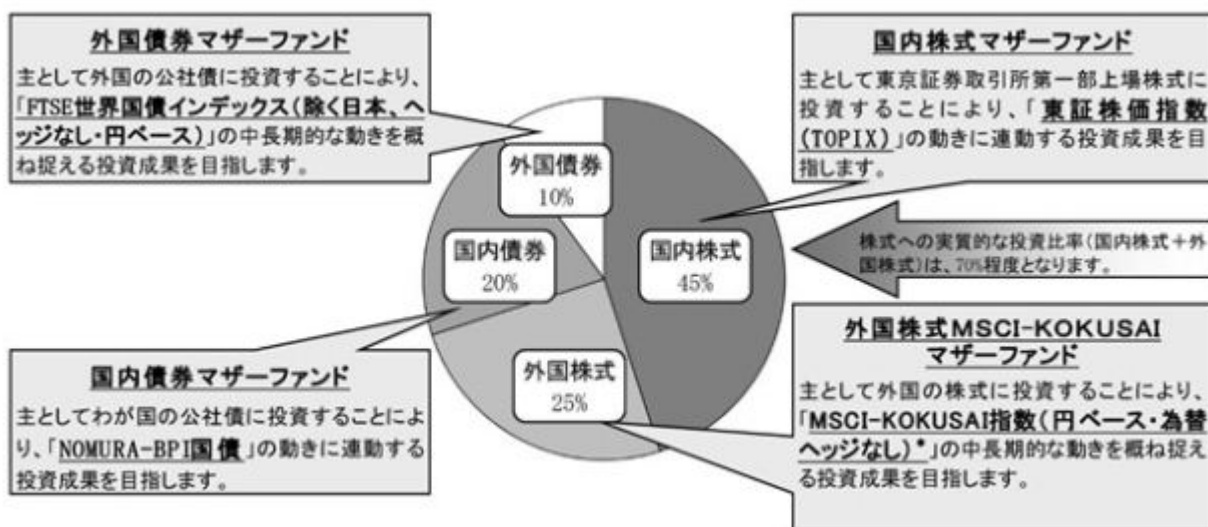 外国債券マザーファンド
主として外国の公社債に投資することにより、
「FTSE世界国債インデックス(除く日本、ヘ
ッジなし・円ベース)」の中長期的な動きを概
ね捉える投資成果を目指します。
国内株式マザーファンド
主として東京証券取引所第一部上場株式に
投資することにより、「東証株価指数
(TOPIX)」の動きに連動する投資成果を目
指します。
外国債券
10%
国内債券
20%
国内株式
45%
外国株式
25%
株式への実質的な投資比率(国内株式+外
国株式)は、70%程度となります。
国内債券マザーファンド
主としてわが国の公社債に投資することによ
り、「NOMURA-BPI国債」の動きに連動する
投資成果を目指します。
外国株式MSCI-KOKUSAI
マザーファンド
主として外国の株式に投資することにより、
「MSCI-KOKUSAI指数(円ベース・為替
ヘッジなし)*」の中長期的な動きを概ね捉え
る投資成果を目指します。